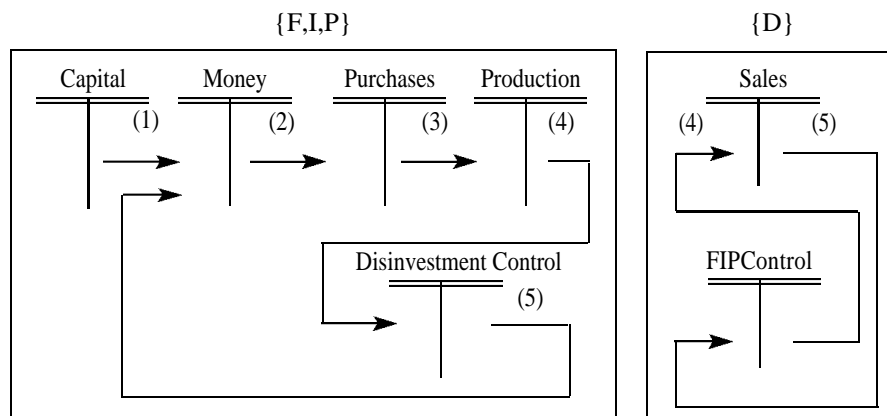 {F,I,P} {D}
Capital Money Purchases Production Sales
(1) (2) (3) (4) (4) (5)
Disinvestment Control FIPControl
(5)